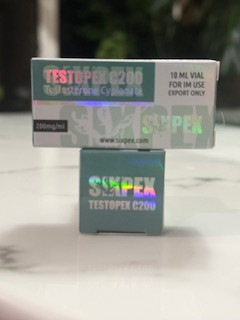 TESTOPEX C200
Testosterone Cypionate
10 ML VIAL
FOR IM USE
EXPORT ONLY
200mg/ml
SIXPEX
www.sixpex.com
SIXPEX
TESTOPEX C200